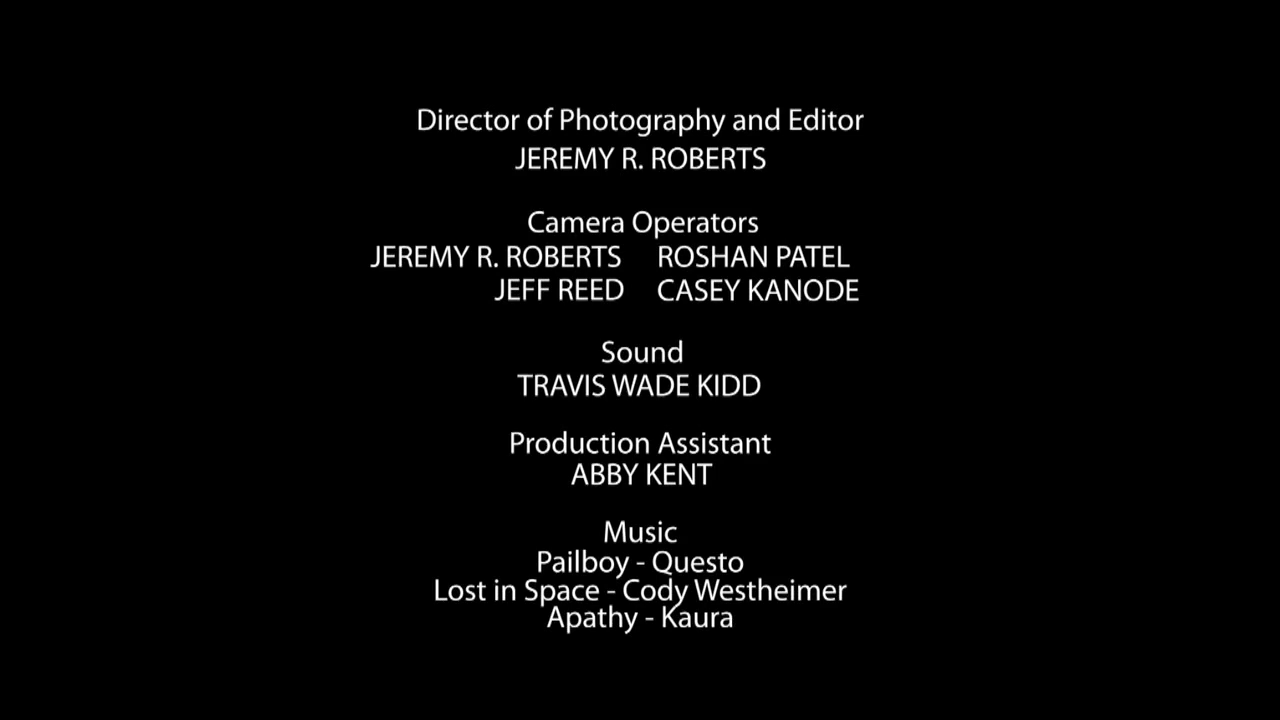 Director of Photography and Editor
JEREMY R. ROBERTS
Camera Operators
JEREMY R. ROBERTS ROSHAN PATEL
JEFF REED CASEY KANODE
Sound
TRAVIS WADE KIDD
Production Assistant
ABBY KENT
Music
Pailboy - Questo
Lost in Space - Cody Westheimer
Apathy - Kaura